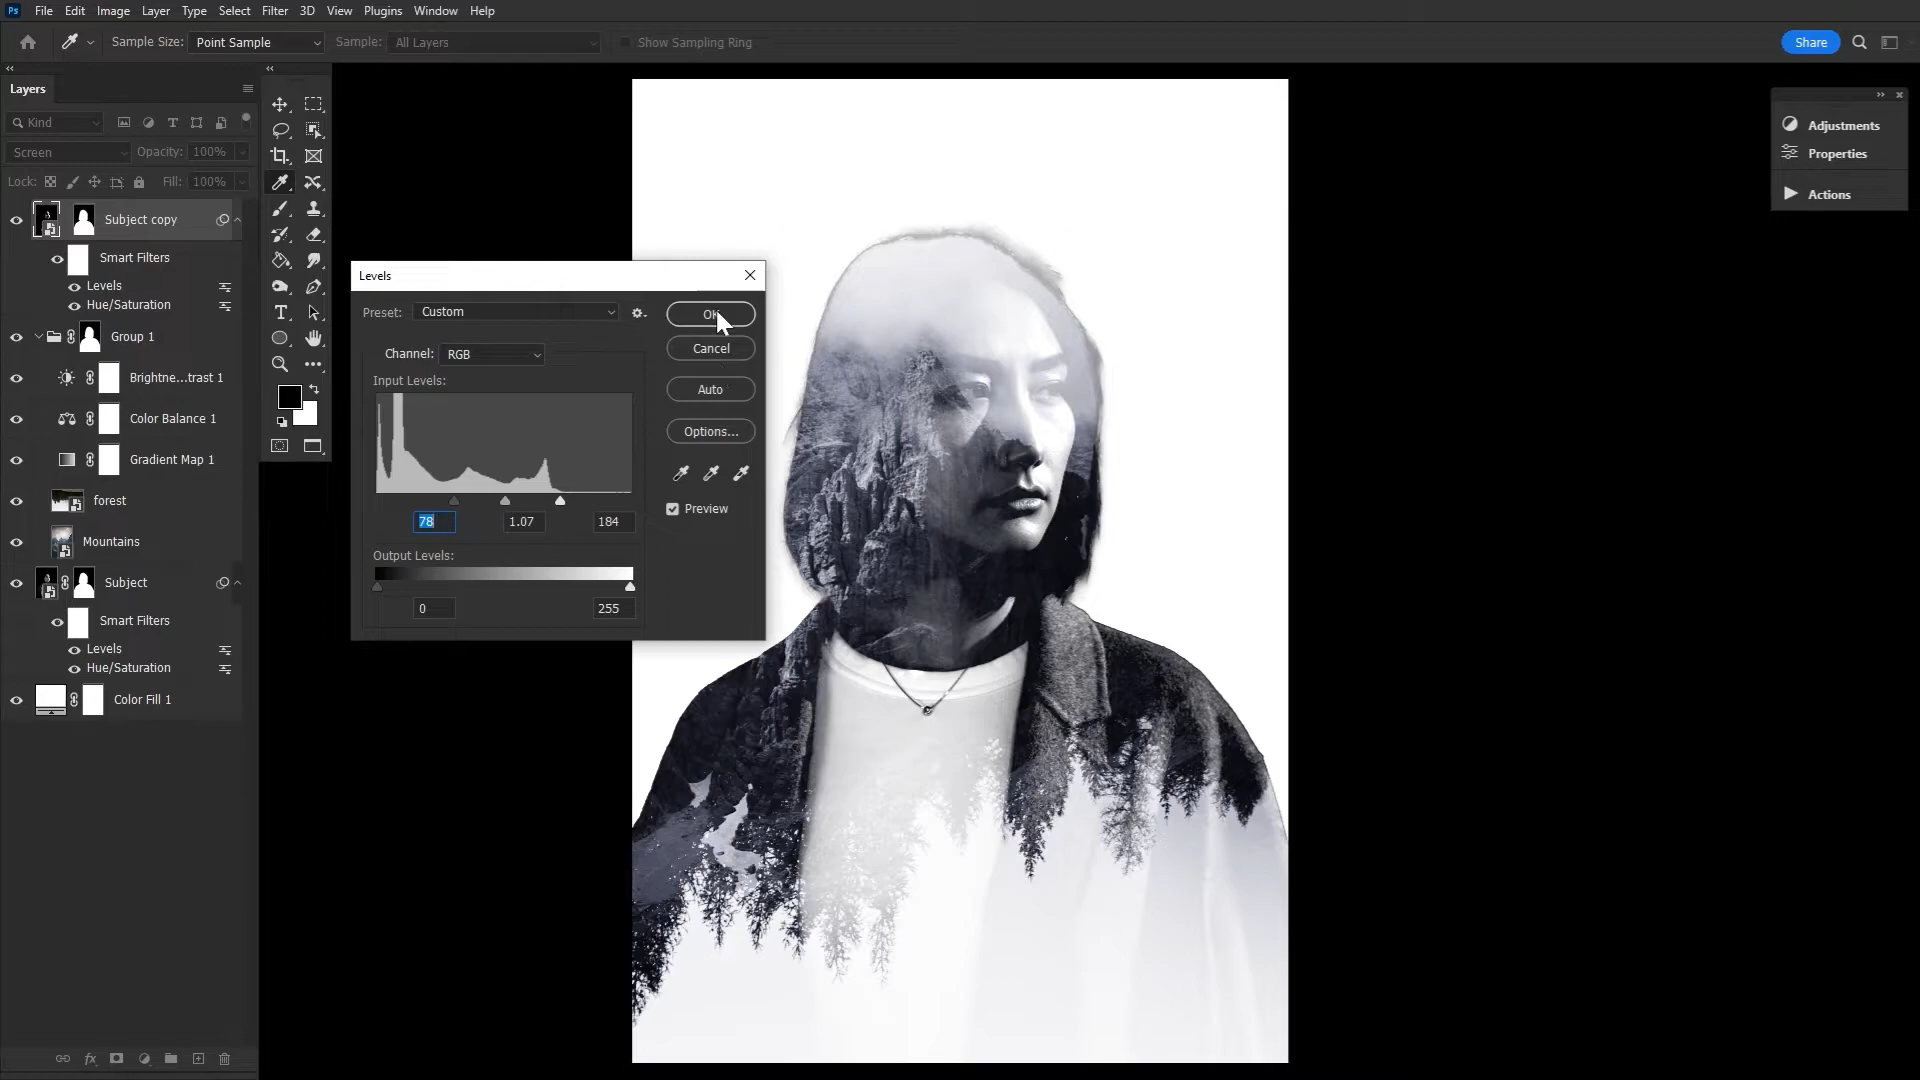 Ps File Edit Image Layer Type Select Filter 3D View Plugins Window Help
Sample Size: Point Sample Sample: All Layers Show Sampling Ring Share
Layers
Kind
Screen Opacity: 100%
Lock: Fill: 100%
Subject copy
Smart Filters
Levels
Hue/Saturation
Group 1
Brightne...trast 1
Color Balance 1
Gradient Map 1
forest
Mountains
Subject
Smart Filters
Levels
Hue/Saturation
Color Fill 1
fx
T
Levels
Preset: Custom
OK
Channel: RGB
Cancel
Input Levels:
Auto
Options...
78 1.07 184
Preview
Output Levels:
0 255
Adjustments
Properties
Actions